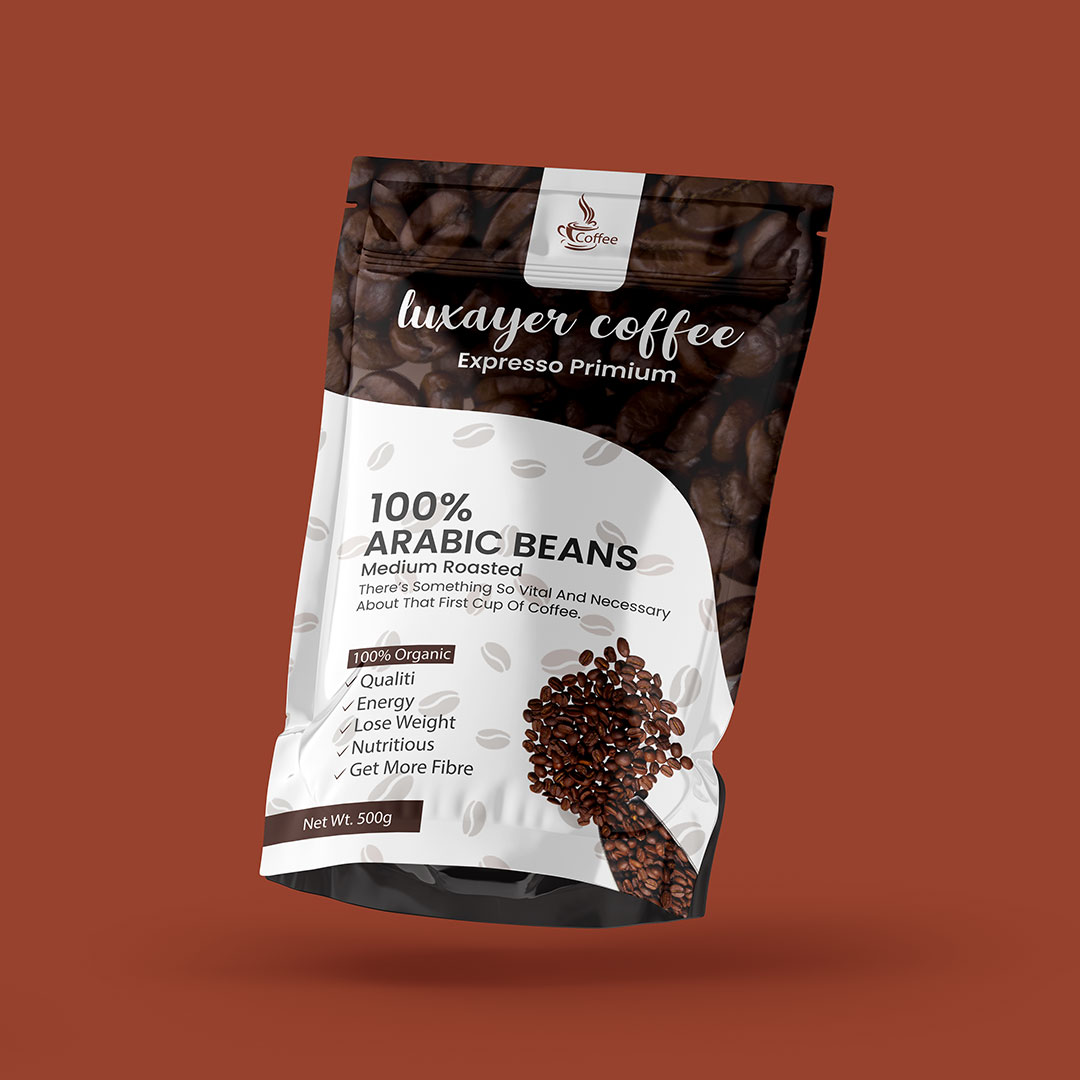 Coffee
luxayer coffee
Expresso Primium
100%
ARABIC BEANS
Medium Roasted
There's Something So Vital And Necessary
About That First Cup Of Coffee.
100% Organic
Qualiti
Energy
Lose Weight
Nutritious
Get More Fibre
Net Wt. 500g